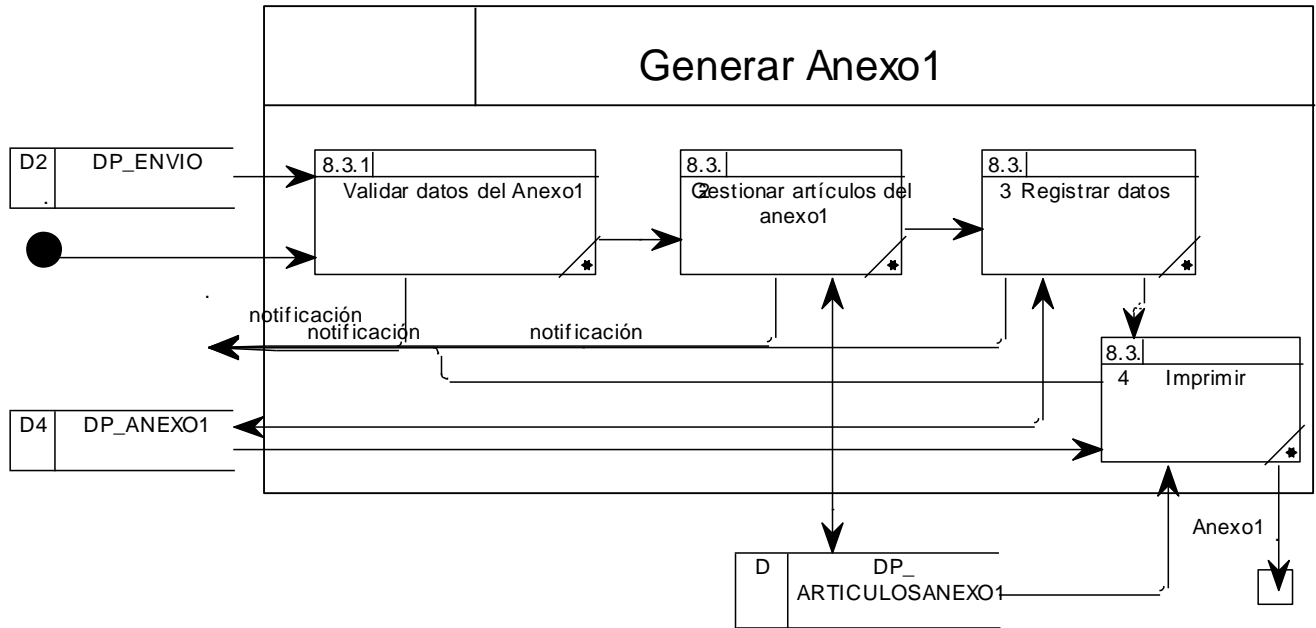 Generar Anexo1
D2 DP_ENVIO
8.3.1
Validar datos del Anexo1
8.3.
2
Gestionar artículos del
anexo1
8.3.
3 Registrar datos
notificación
notificación
notificación
8.3.
4 Imprimir
D4 DP_ANEXO1
Anexo1
D DP_
ARTICULOSANEXO1